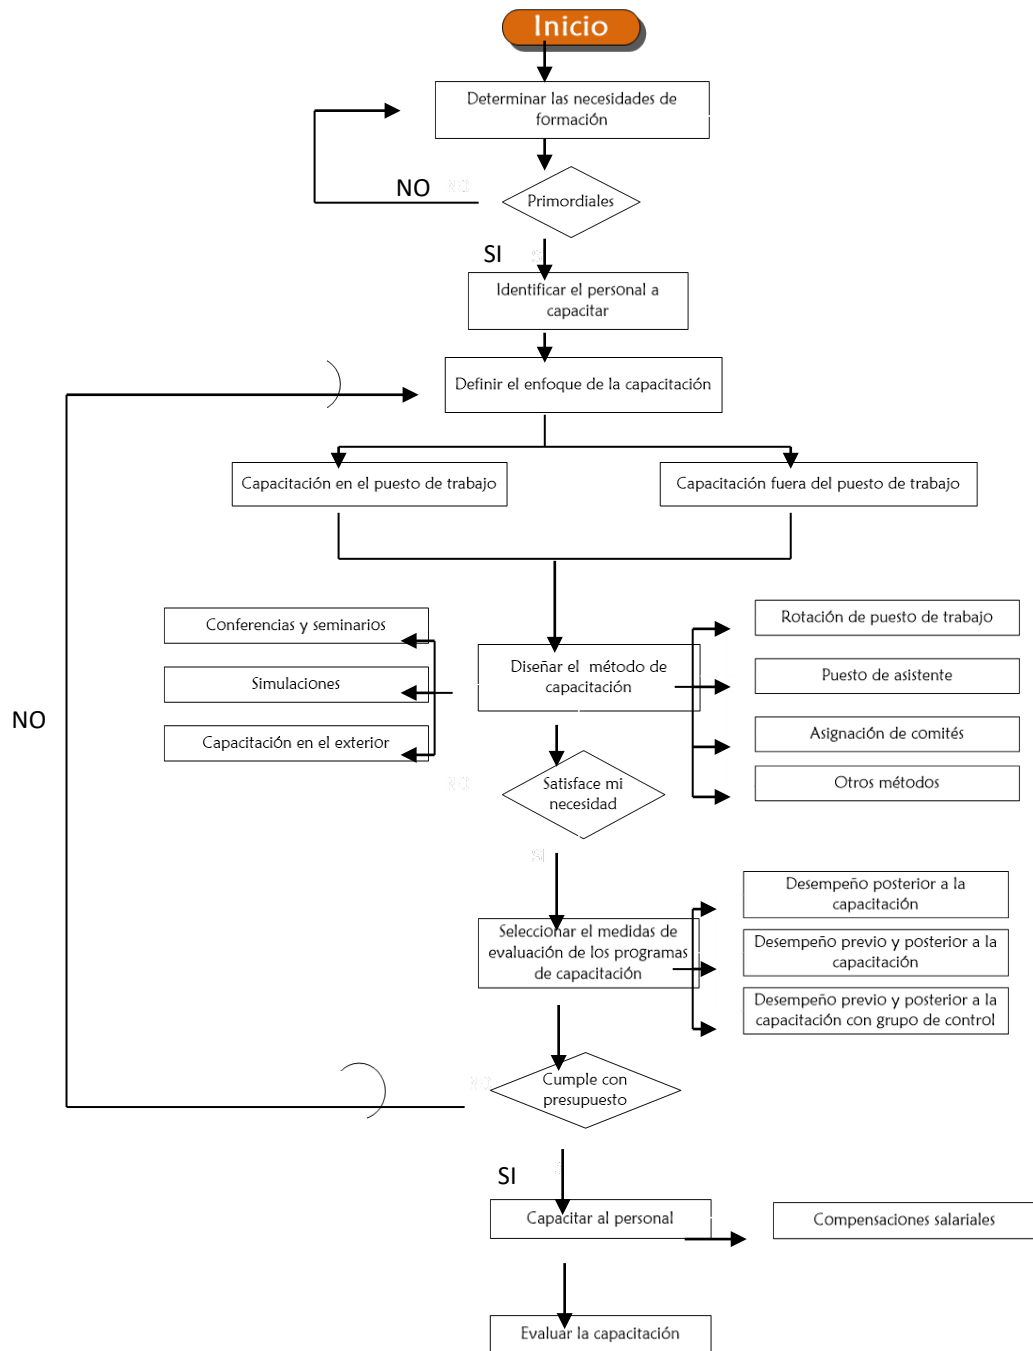 Inicio
Determinar las necesidades de
formación
NO
NO
Primordiales
SI
Identificar el personal a
capacitar
Definir el enfoque de la capacitación
Capacitación en el puesto de trabajo
Capacitación fuera del puesto de trabajo
Conferencias y seminarios
Rotación de puesto de trabajo
Diseñar el método de
capacitación
Simulaciones
Puesto de asistente
NO
Capacitación en el exterior
Asignación de comités
NO
Satisface mi
necesidad
Otros métodos
SI
Desempeño posterior a la
capacitación
Seleccionar el medidas de
evaluación de los programas
de capacitación
Desempeño previo y posterior a la
capacitación
Desempeño previo y posterior a la
capacitación con grupo de control
NO
Cumple con
presupuesto
SI
Capacitar al personal
Compensaciones salariales
Evaluar la capacitación